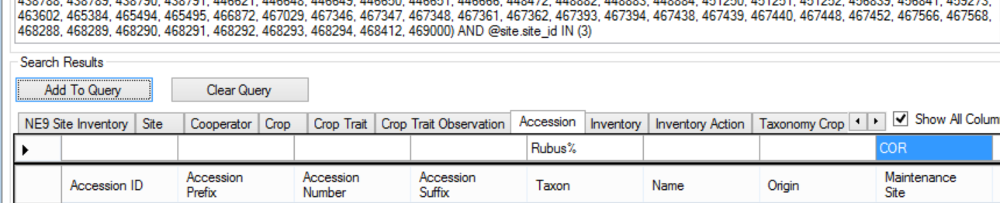 438788, 438789, 438790, 438791, 446621, 446648, 446649, 446650, 446651, 446666, 448472, 448882, 448883, 448884, 451250, 451251, 451252, 456839, 456841, 459273,
463602, 465384, 465494, 465495, 466872, 467029, 467346, 467347, 467348, 467361, 467362, 467393, 467394, 467438, 467439, 467440, 467448, 467452, 467566, 467568,
468288, 468289, 468290, 468291, 468292, 468293, 468294, 468412, 469000) AND @site.site_id IN (3)
Search Results
Add To Query Clear Query
NE9 Site Inventory Site Cooperator Crop Crop Trait Crop Trait Observation Accession Inventory Inventory Action Taxonomy Crop Show All Colum
Rubus% COR
Accession ID Accession Prefix Accession Number Accession Suffix Taxon Name Origin Maintenance Site